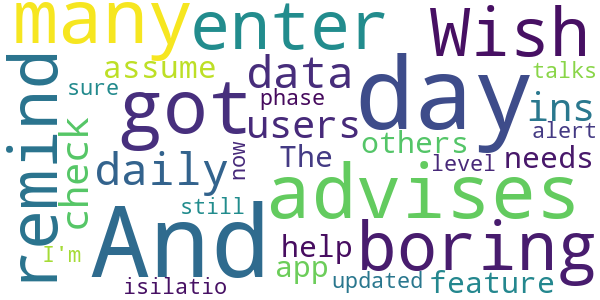 many enter Wish
assume data day talks
sure got phase ins
remind check users others alert
now The level needs
daily advises
And still help boring
I'm app
isilatio updated feature